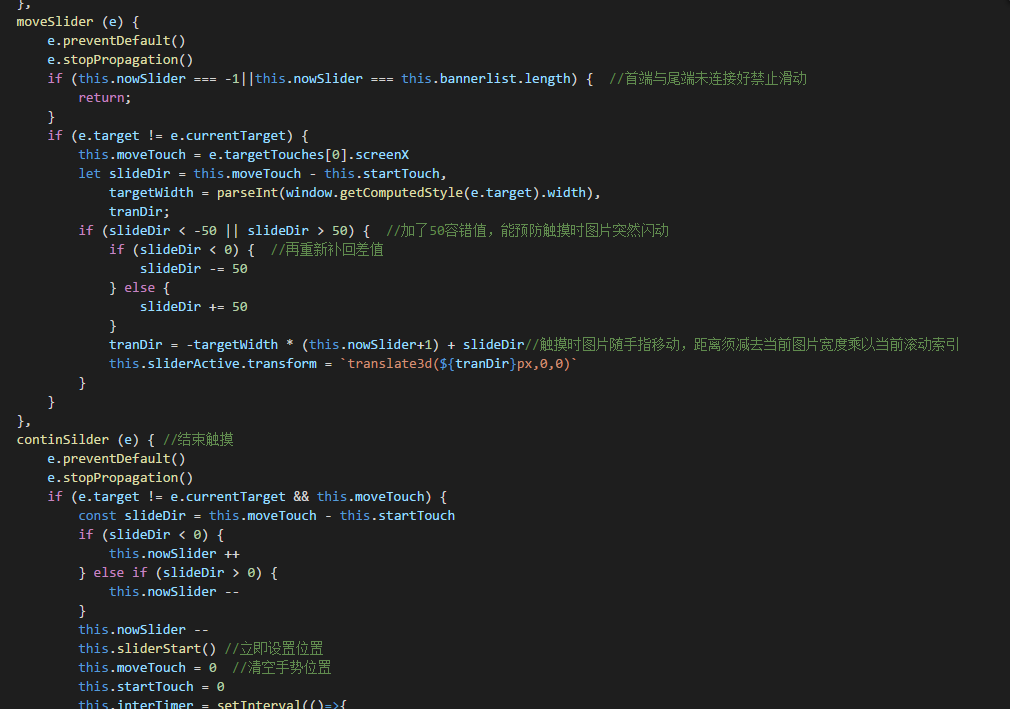 },
moveSlider (e) {
e.preventDefault()
e.stopPropagation()
if (this.nowSlider === -1||this.nowSlider === this.bannerlist.length) {  //首端与尾端未连接好禁止滑动
return;
}
if (e.target != e.currentTarget) {
this.moveTouch = e.targetTouches[0].screenX
let slideDir = this.moveTouch - this.startTouch,
targetWidth = parseInt(window.getComputedStyle(e.target).width),
tranDir;
if (slideDir < -50 || slideDir > 50) {  //加了50容错值，能预防触摸时图片突然闪动
if (slideDir < 0) {  //再重新补回差值
slideDir -= 50
} else {
slideDir += 50
}
tranDir = -targetWidth * (this.nowSlider+1) + slideDir//触摸时图片随手指移动，距离须减去当前图片宽度乘以当前滚动索引
this.sliderActive.transform = `translate3d(${tranDir}px,0,0)`
}
}
},
continSilder (e) { //结束触摸
e.preventDefault()
e.stopPropagation()
if (e.target != e.currentTarget && this.moveTouch) {
const slideDir = this.moveTouch - this.startTouch
if (slideDir < 0) {
this.nowSlider ++
} else if (slideDir > 0) {
this.nowSlider --
}
this.nowSlider --
this.sliderStart() //立即设置位置
this.moveTouch = 0  //清空手势位置
this.startTouch = 0
this.interTimer = setInterval(()=>{